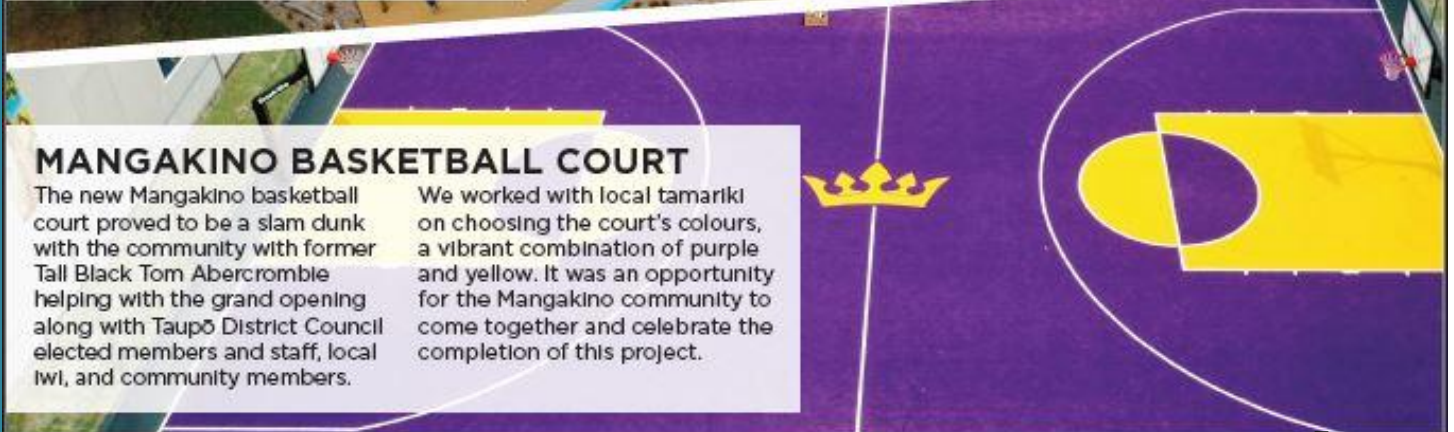 MANGAKINO BASKETBALL COURT
The new Mangakino basketball
court proved to be a slam dunk
with the community with former
Tall Black Tom Abercrombie
helping with the grand opening
along with Taupō District Council
elected members and staff, local
iwi, and community members.
We worked with local tamariki
on choosing the court's colours,
a vibrant combination of purple
and yellow. It was an opportunity
for the Mangakino community to
come together and celebrate the
completion of this project.